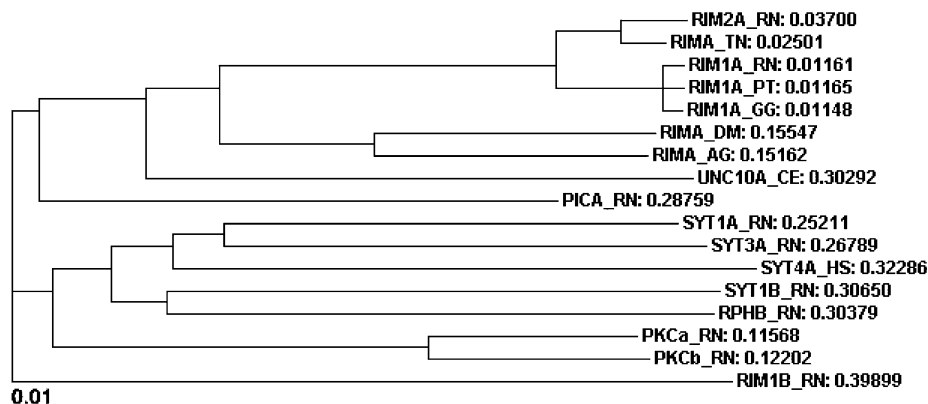 RIM2A_RN: 0.03700
RIMA_TN: 0.02501
RIM1A_RN: 0.01161
RIM1A_PT: 0.01165
RIM1A_GG: 0.01148
RIMA_DM: 0.15547
RIMA_AG: 0.15162
UNC10A_CE: 0.30292
PICA_RN: 0.28759
SYT1A_RN: 0.25211
SYT3A_RN: 0.26789
SYT4A_HS: 0.32286
SYT1B_RN: 0.30650
RPHB_RN: 0.30379
PKCa_RN: 0.11568
PKCb_RN: 0.12202
RIM1B_RN: 0.39899
0.01